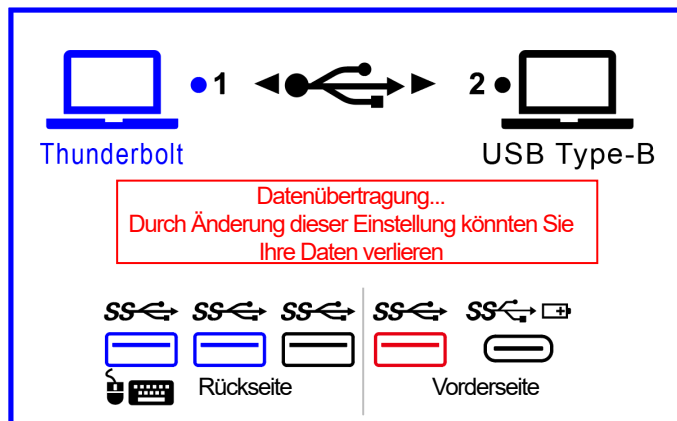 1 2
Thunderbolt USB Type-B
Datenübertragung...
Durch Änderung dieser Einstellung könnten Sie
Ihre Daten verlieren
SS SS SS SS SS
Rückseite Vorderseite